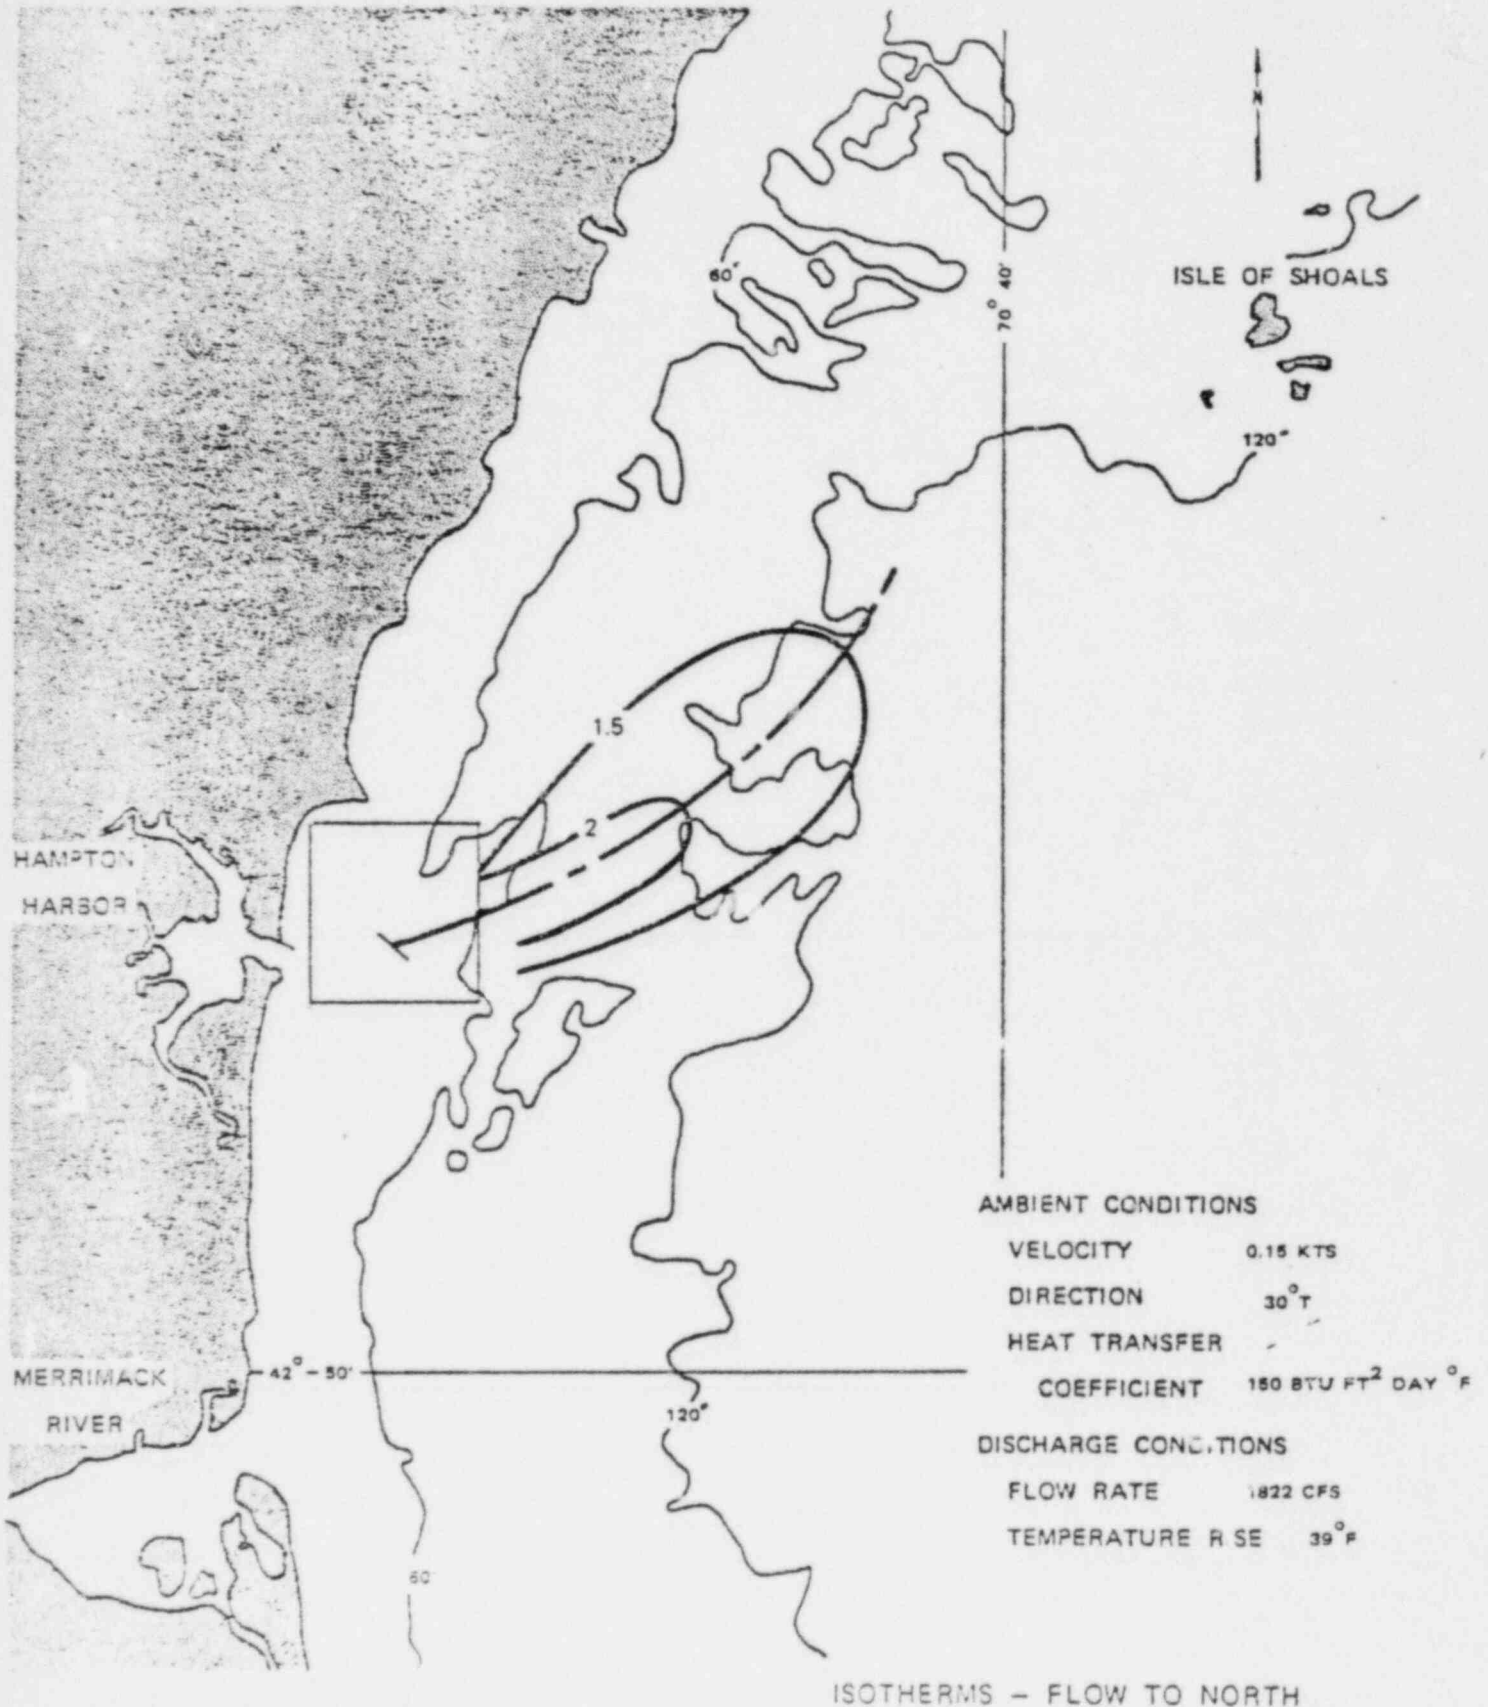 N
ISLE OF SHOALS
60'
70° 40'
120'
1.5
2
HAMPTON
HARBOR
AMBIENT CONDITIONS
VELOCITY 0.15 KTS
DIRECTION 30°T
HEAT TRANSFER
COEFFICIENT 150 BTU FT² DAY °F
MERRIMACK
RIVER
42° - 50'
120'
DISCHARGE CONDITIONS
FLOW RATE 1822 CFS
TEMPERATURE RISE 39°F
60'
ISOTHERMS – FLOW TO NORTH